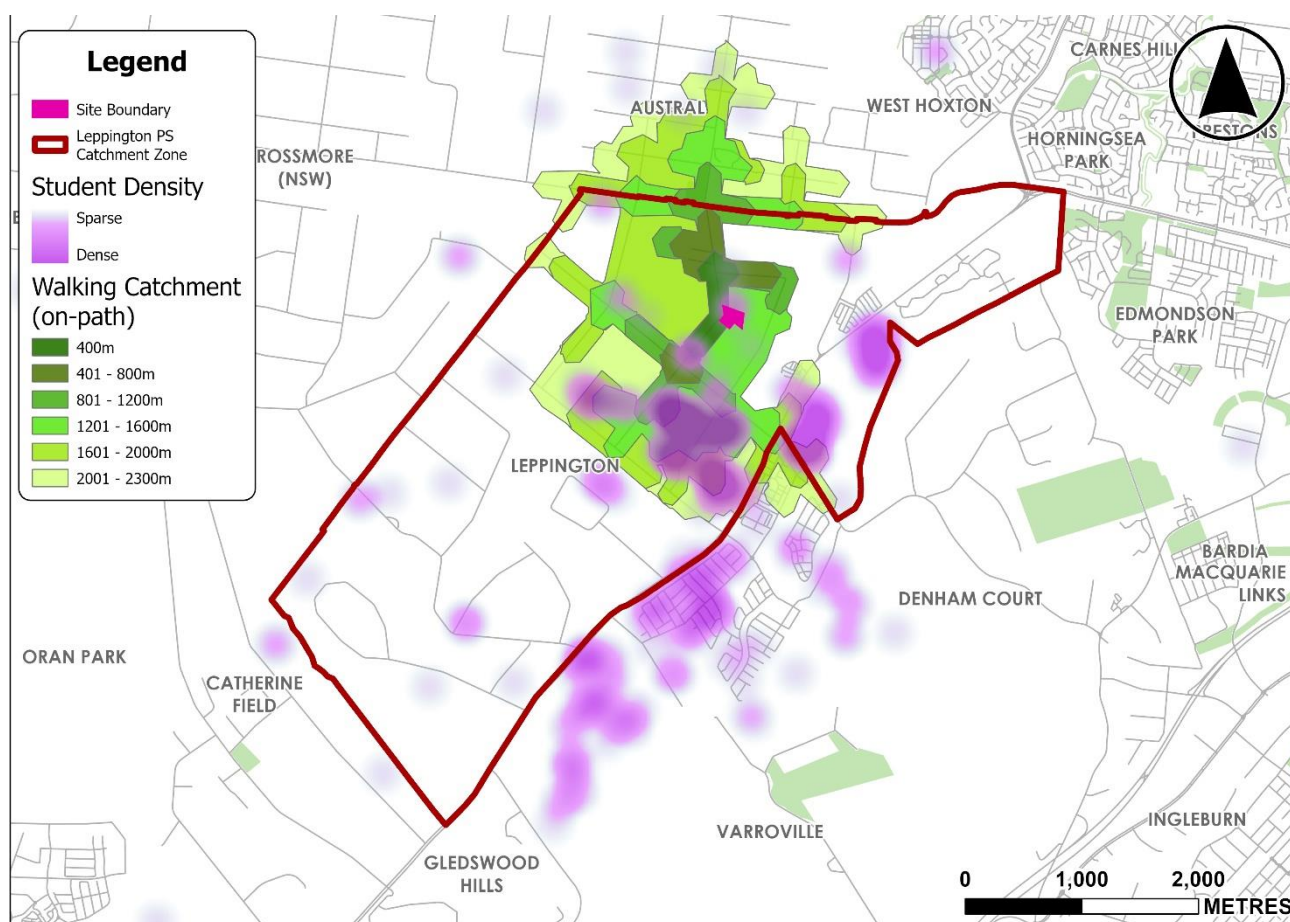 Legend
Site Boundary
Leppington PS
Catchment Zone
Student Density
Sparse
Dense
Walking Catchment
(on-path)
400m
401 - 800m
801 - 1200m
1201 - 1600m
1601 - 2000m
2001 - 2300m
CARNES HILL
AUSTRAL
WEST HOXTON
HORNINGSEA
PARK
ROSSMORE
(NSW)
EDMONDSON
PARK
LEPPINGTON
BARDIA
MACQUARIE
LINKS
DENHAM COURT
ORAN PARK
CATHERINE
FIELD
VARROVILLE
INGLEBURN
GLEDSWOOD
HILLS
0 1,000 2,000
METRES